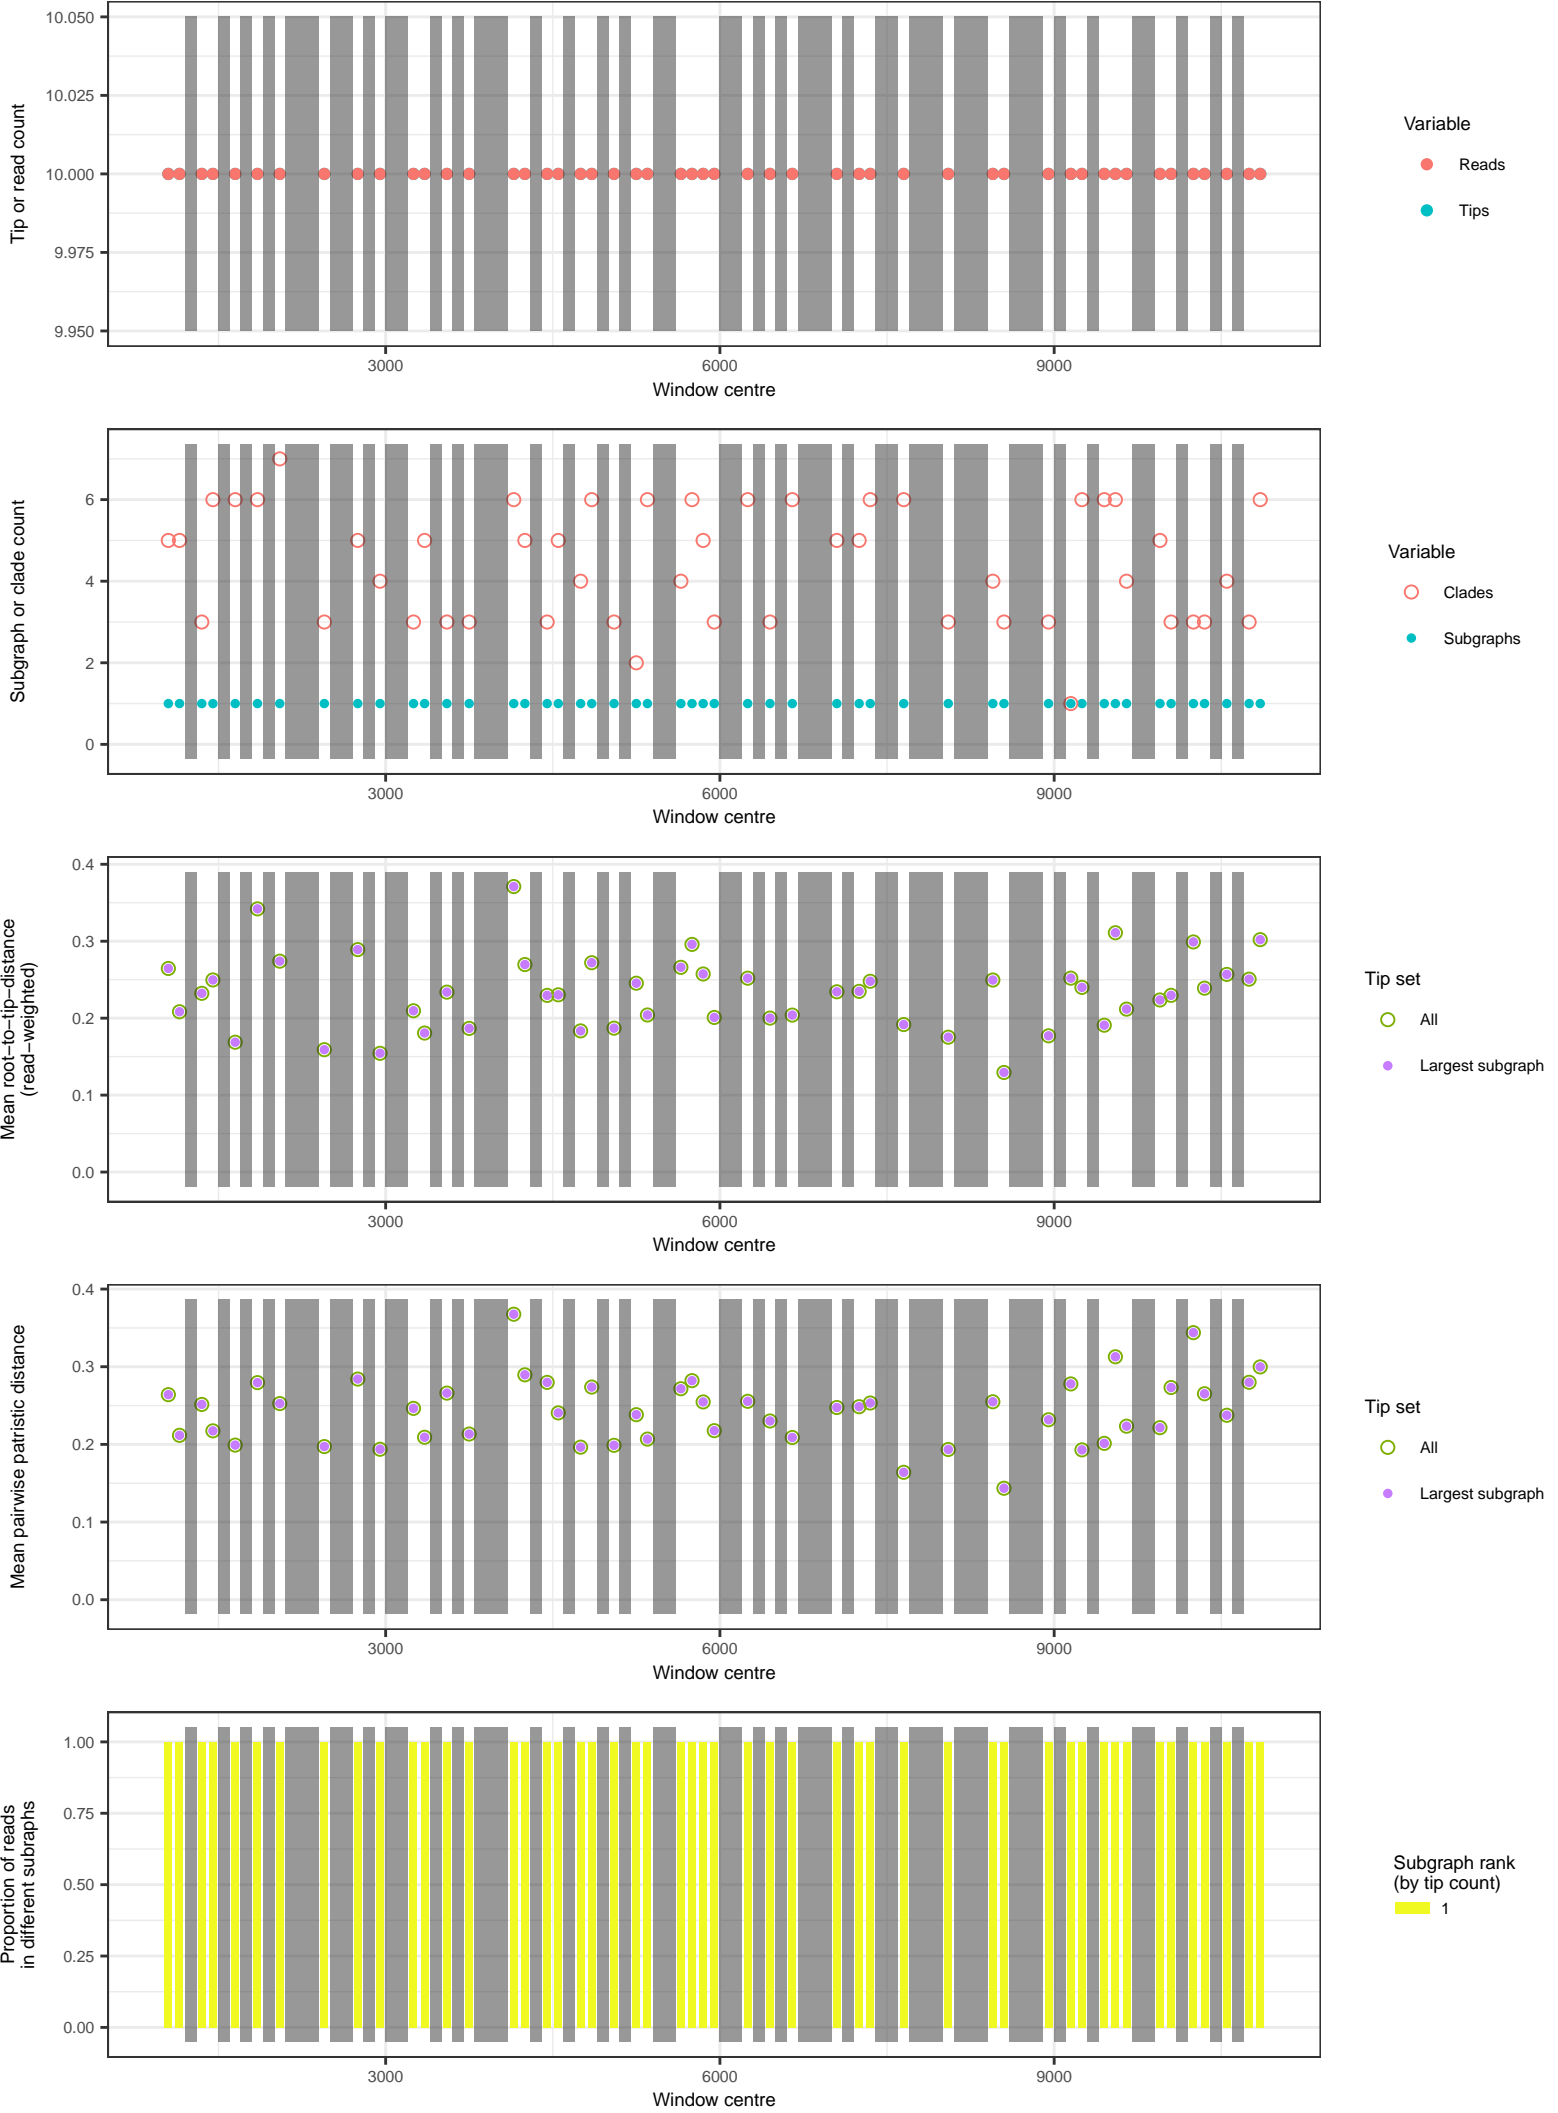 10.050
10.025
10.000
9.975
9.950
Tip or read count
3000 6000 9000
Window centre
Variable
Reads
Tips
6
4
2
0
Subgraph or clade count
3000 6000 9000
Window centre
Variable
Clades
Subgraphs
0.4
0.3
0.2
0.1
0.0
Mean root−to−tip−distance
(read−weighted)
3000 6000 9000
Window centre
Tip set
All
Largest subgraph
0.4
0.3
0.2
0.1
0.0
Mean pairwise patristic distance
3000 6000 9000
Window centre
Tip set
All
Largest subgraph
1.00
0.75
0.50
0.25
0.00
Proportion of reads
in different subraphs
3000 6000 9000
Window centre
Subgraph rank
(by tip count)
1